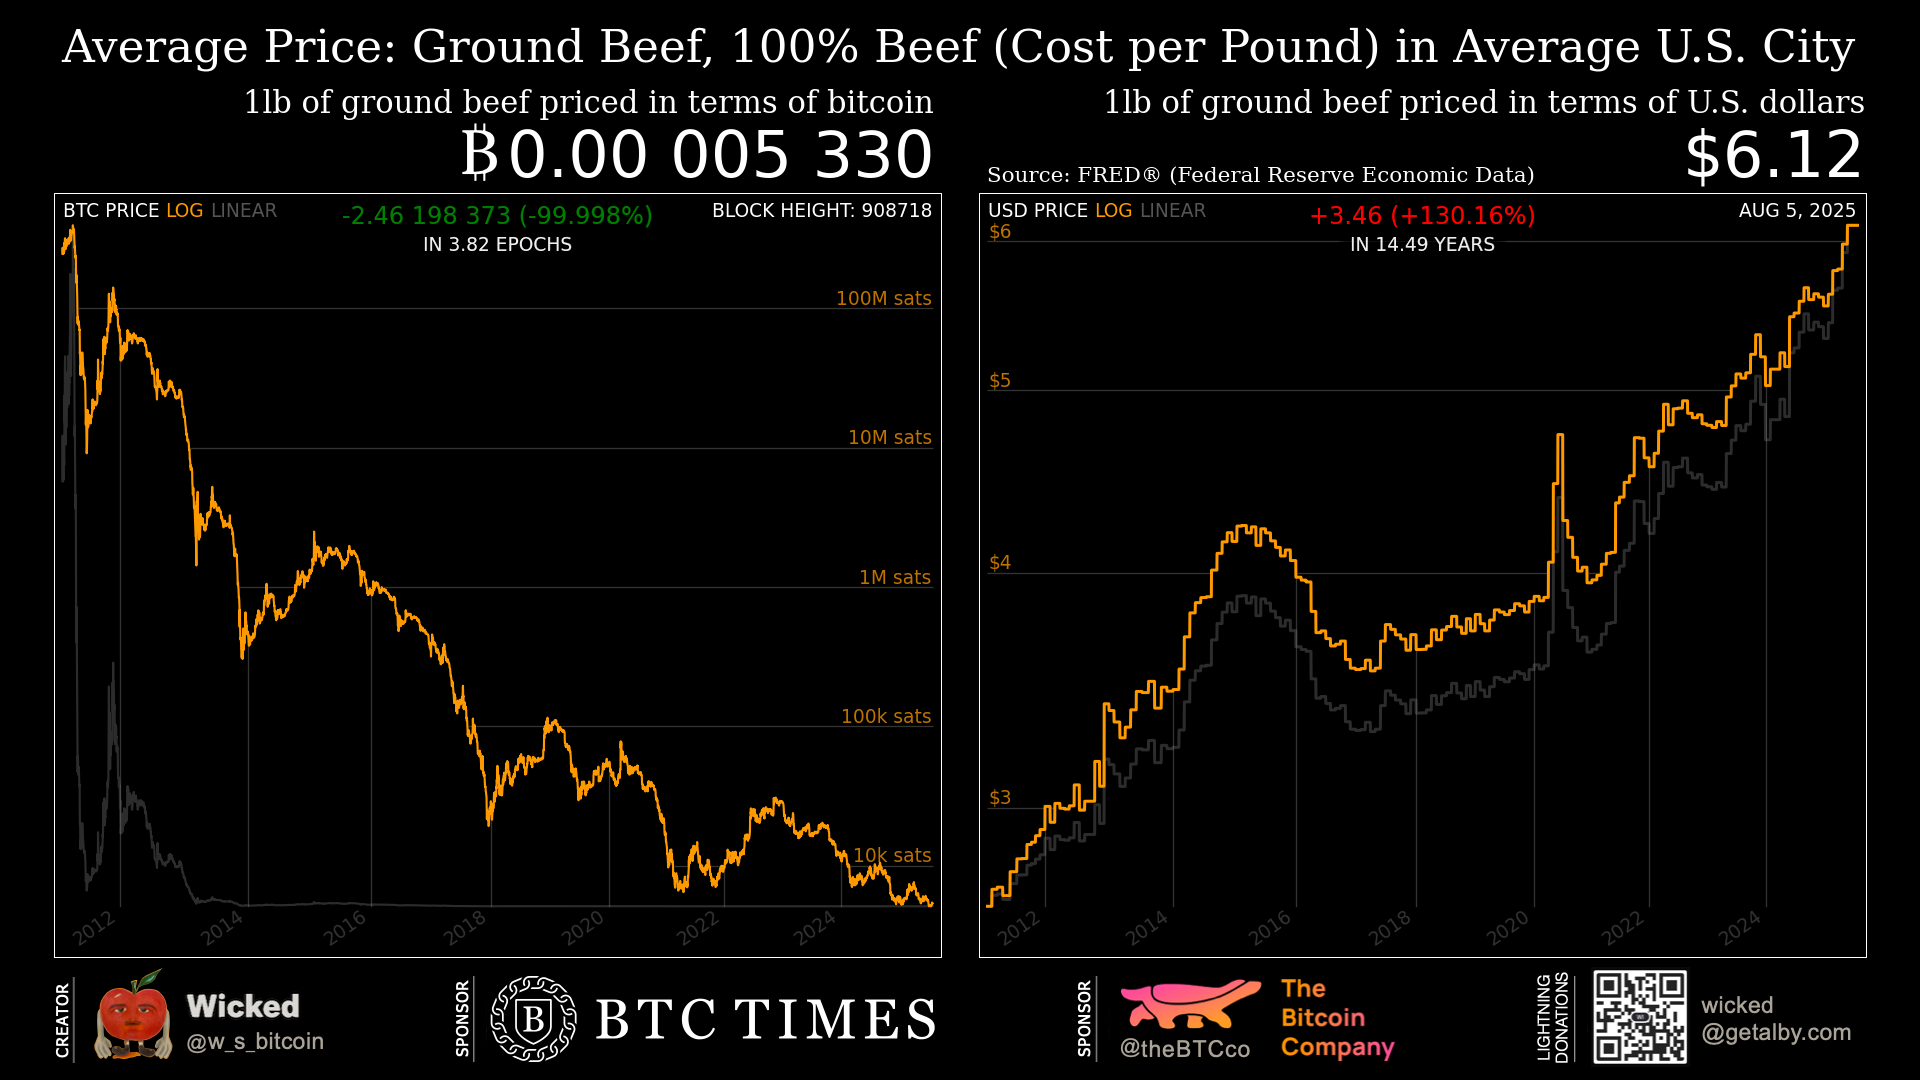 Average Price: Ground Beef, 100% Beef (Cost per Pound) in Average U.S. City
1lb of ground beef priced in terms of bitcoin
₿0.00 005 330
BTC PRICE LOG LINEAR
-2.46 198 373 (-99.998%)
IN 3.82 EPOCHS
BLOCK HEIGHT: 908718
100M sats
10M sats
1M sats
100k sats
10k sats
2012
2014
2016
2018
2020
2022
2024
1lb of ground beef priced in terms of U.S. dollars
$6.12
Source: FRED® (Federal Reserve Economic Data)
USD PRICE LOG LINEAR
+3.46 (+130.16%)
IN 14.49 YEARS
AUG 5, 2025
$6
$5
$4
$3
2012
2014
2016
2018
2020
2022
2024
CREATOR
Wicked
@w_s_bitcoin
SPONSOR
B
BTC TIMES
SPONSOR
@theBTCco
The
Bitcoin
Company
LIGHTNING
DONATIONS
wicked
@getalby.com